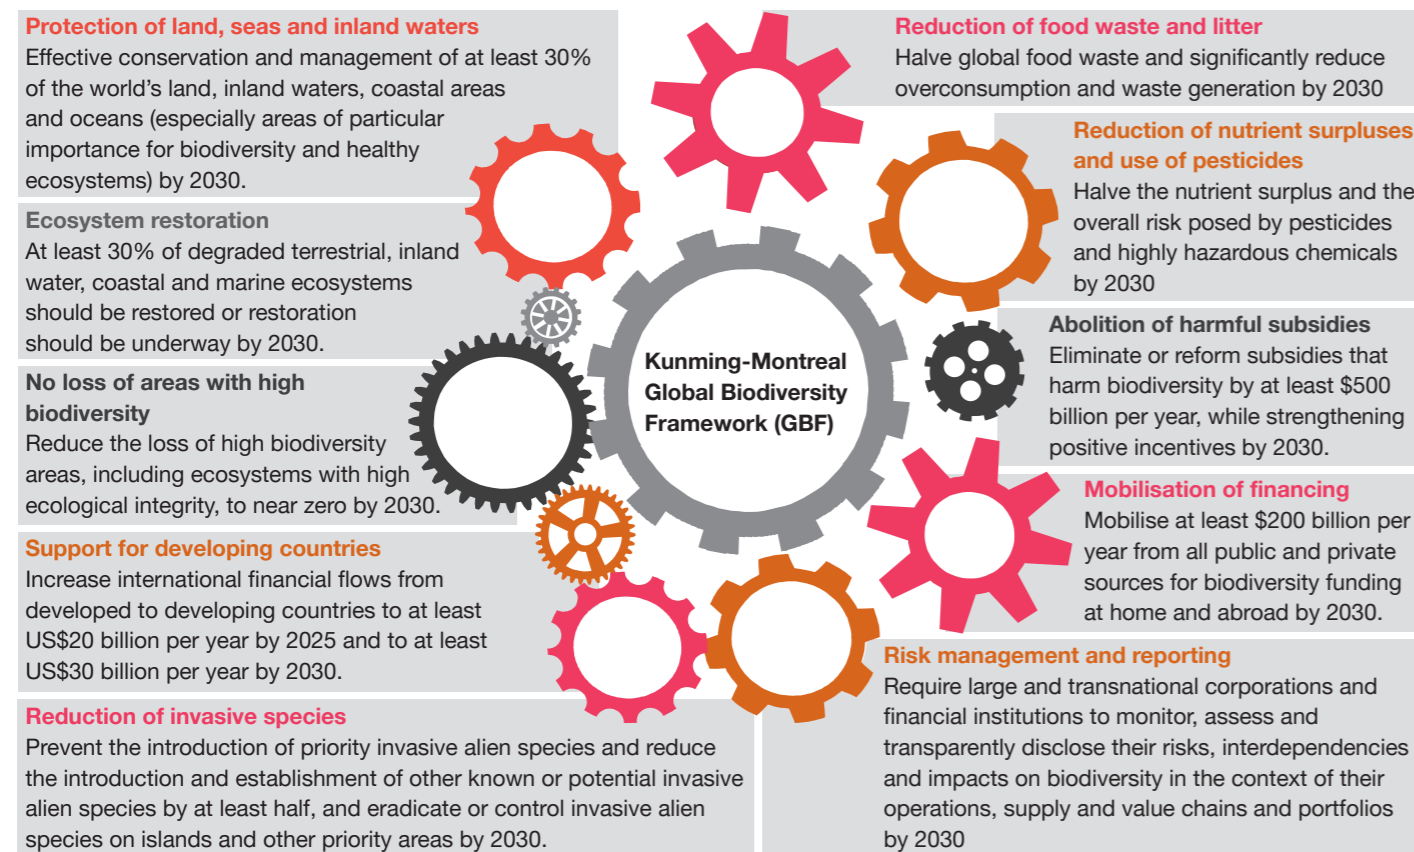 Protection of land, seas and inland waters
Effective conservation and management of at least 30%
of the world's land, inland waters, coastal areas
and oceans (especially areas of particular
importance for biodiversity and healthy
ecosystems) by 2030.
Ecosystem restoration
At least 30% of degraded terrestrial, inland
water, coastal and marine ecosystems
should be restored or restoration
should be underway by 2030.
No loss of areas with high
biodiversity
Reduce the loss of high biodiversity
areas, including ecosystems with high
ecological integrity, to near zero by 2030.
Support for developing countries
Increase international financial flows from
developed to developing countries to at least
US$20 billion per year by 2025 and to at least
US$30 billion per year by 2030.
Reduction of invasive species
Prevent the introduction of priority invasive alien species and reduce
the introduction and establishment of other known or potential invasive
alien species by at least half, and eradicate or control invasive alien
species on islands and other priority areas by 2030.
Kunming-Montreal
Global Biodiversity
Framework (GBF)
Reduction of food waste and litter
Halve global food waste and significantly reduce
overconsumption and waste generation by 2030
Reduction of nutrient surpluses
and use of pesticides
Halve the nutrient surplus and the
overall risk posed by pesticides
and highly hazardous chemicals
by 2030
Abolition of harmful subsidies
Eliminate or reform subsidies that
harm biodiversity by at least $500
billion per year, while strengthening
positive incentives by 2030.
Mobilisation of financing
Mobilise at least $200 billion per
year from all public and private
sources for biodiversity funding
at home and abroad by 2030.
Risk management and reporting
Require large and transnational corporations and
financial institutions to monitor, assess and
transparently disclose their risks, interdependencies
and impacts on biodiversity in the context of their
operations, supply and value chains and portfolios
by 2030